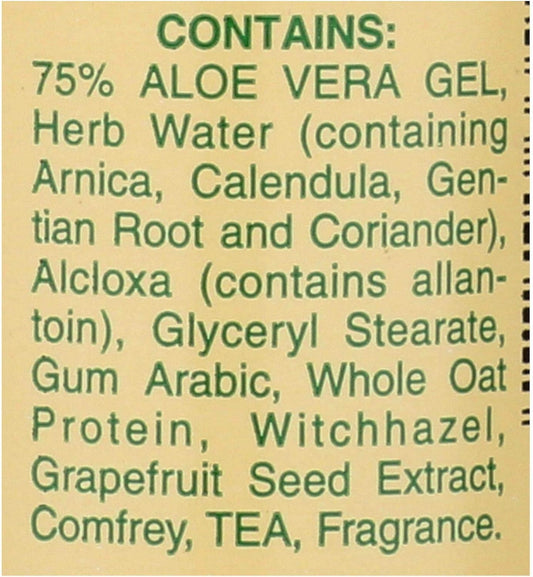 CONTAINS:
75% ALOE VERA GEL,
Herb Water (containing
Arnica, Calendula, Gen-
tian Root and Coriander),
Alcloxa (contains allan-
toin), Glyceryl Stearate,
Gum Arabic, Whole Oat
Protein, Witchhazel,
Grapefruit Seed Extract,
Comfrey, TEA, Fragrance.